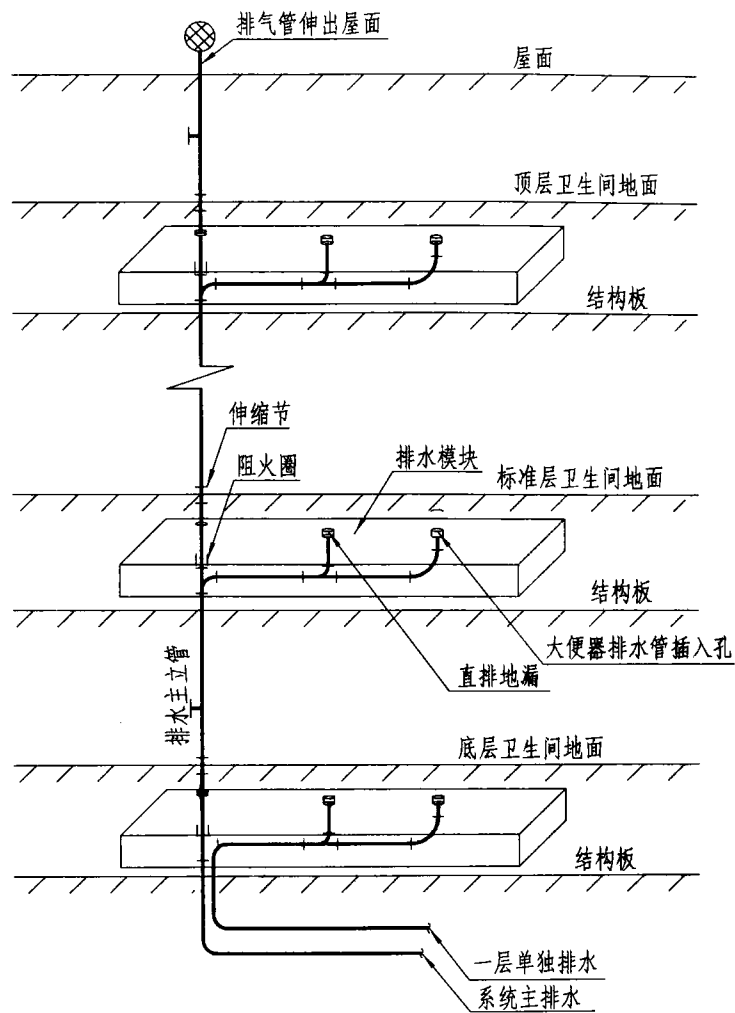 排气管伸出屋面
屋面
顶层卫生间地面
结构板
伸缩节
阻火圈
排水模块
标准层卫生间地面
结构板
大便器排水管插入孔
直排地漏
排水主立管
底层卫生间地面
结构板
一层单独排水
系统主排水